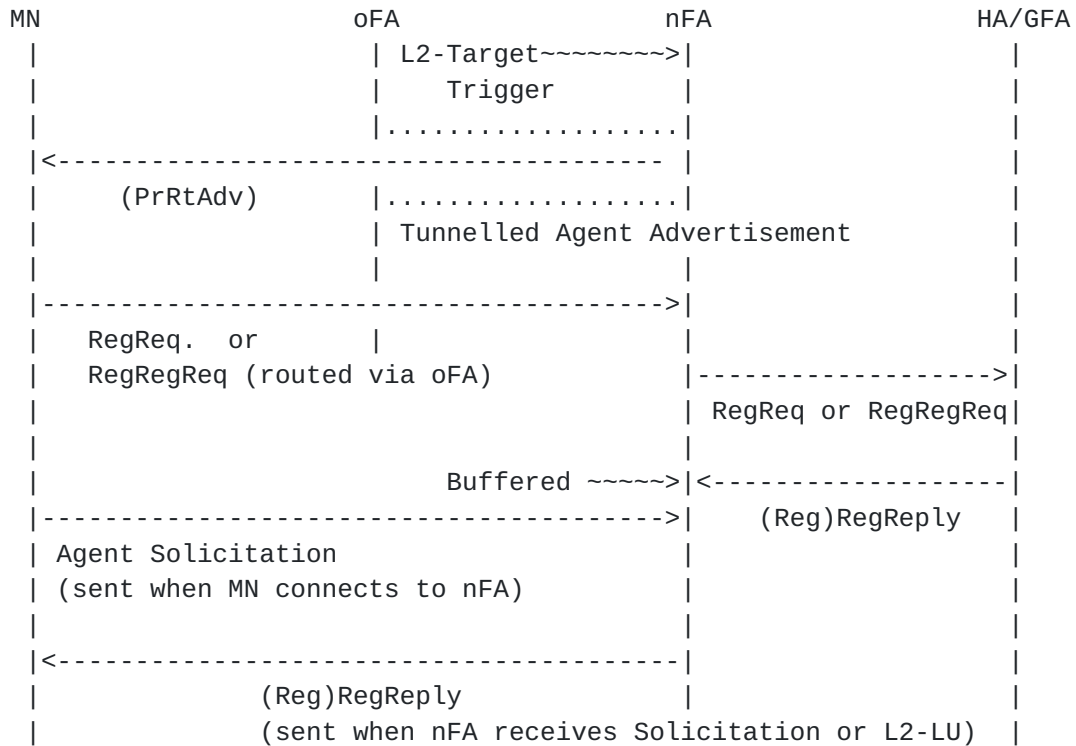 MN oFA nFA HA/GFA
L2-Target
Trigger
(PrRtAdv)
Tunnelled Agent Advertisement
RegReq. or
RegRegReq (routed via oFA)
RegReq or RegRegReq
Buffered
(Reg)RegReply
Agent Solicitation
(sent when MN connects to nFA)
(Reg)RegReply
(sent when nFA receives Solicitation or L2-LU)